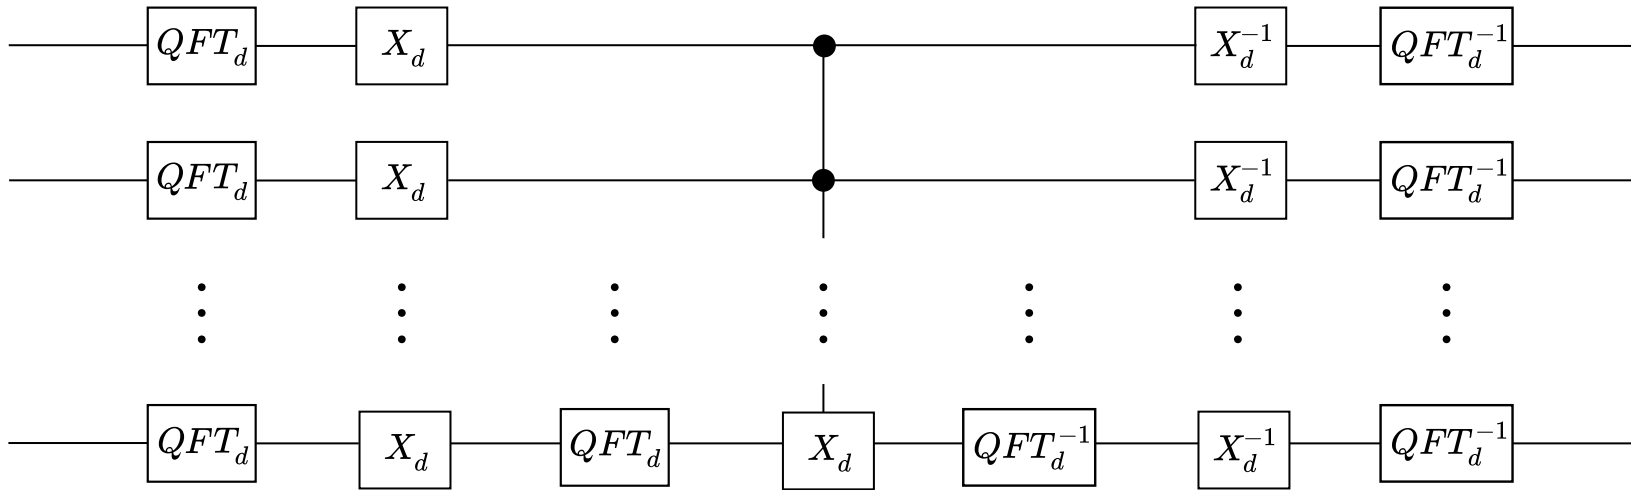 $QFT_d$ $X_d$ $X_d^{-1}$ $QFT_d^{-1}$
$QFT_d$ $X_d$ $X_d^{-1}$ $QFT_d^{-1}$
⋮ ⋮ ⋮ ⋮ ⋮ ⋮ ⋮
$QFT_d$ $X_d$ $QFT_d$ $X_d$ $QFT_d^{-1}$ $X_d^{-1}$ $QFT_d^{-1}$